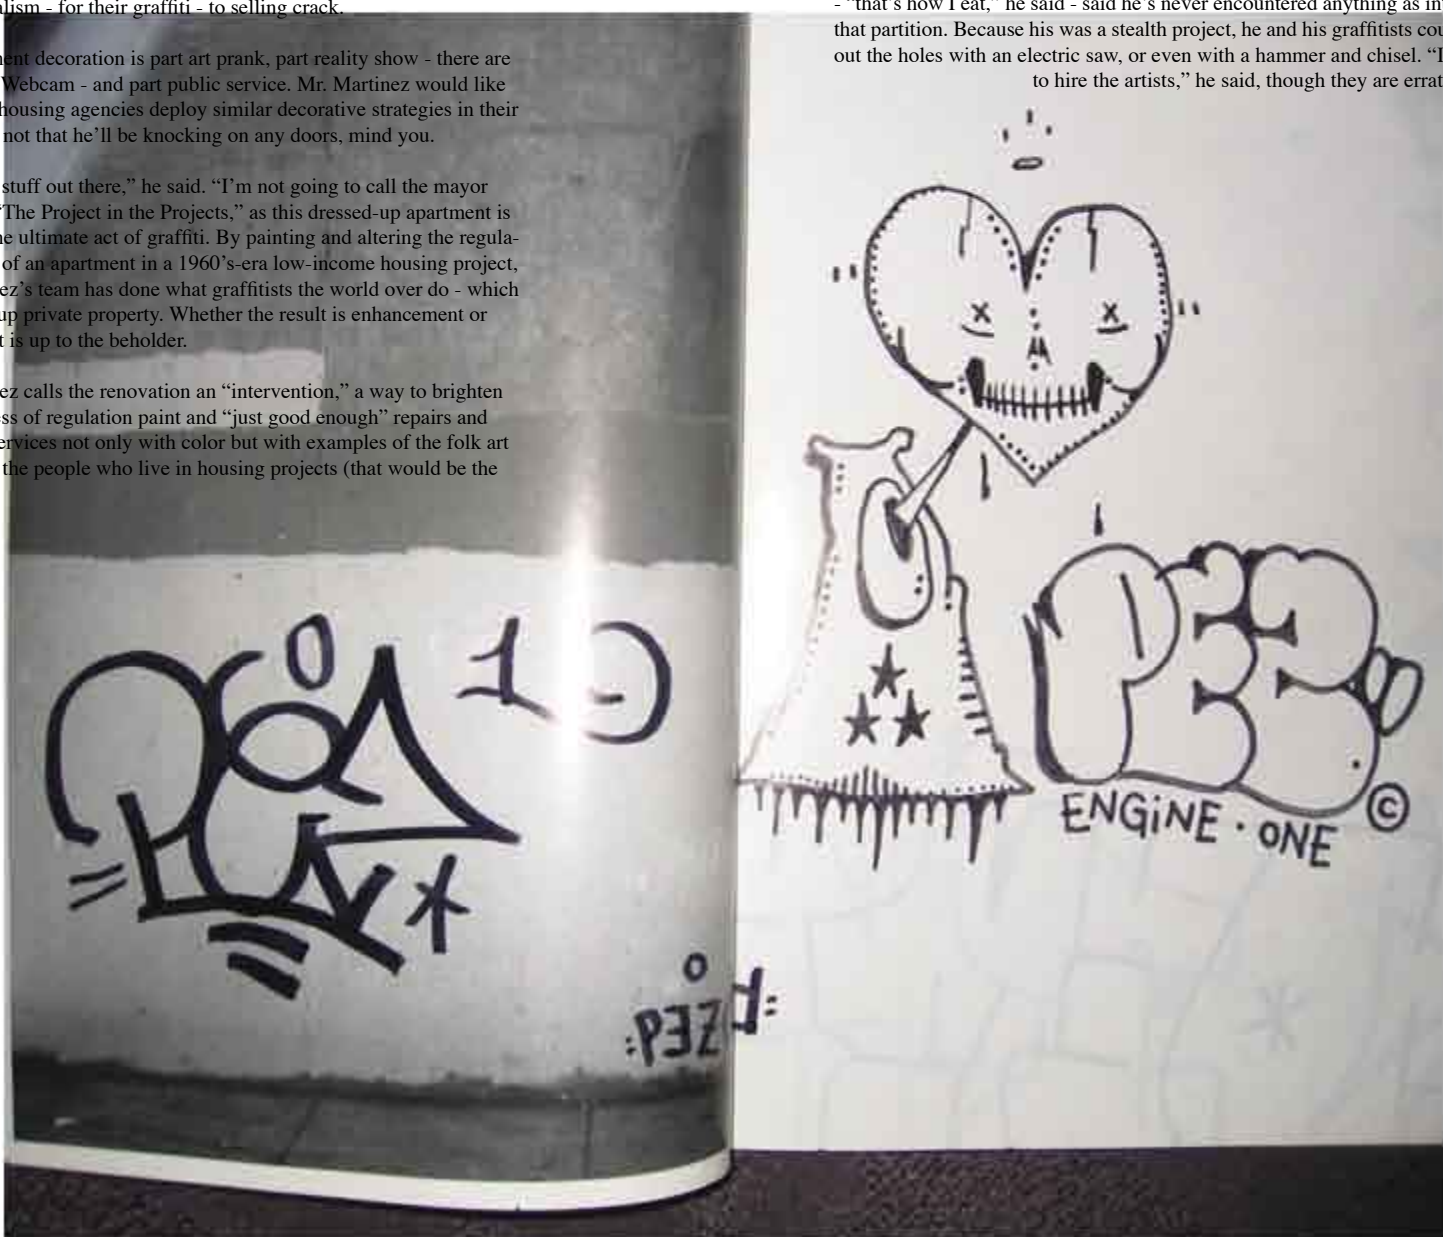 alism - for their graffiti - to selling crack.
ent decoration is part art prank, part reality show - there are
Webcam - and part public service. Mr. Martinez would like
housing agencies deploy similar decorative strategies in their
not that he’ll be knocking on any doors, mind you.
stuff out there,” he said. “I’m not going to call the mayor
“The Project in the Projects,” as this dressed-up apartment is
e ultimate act of graffiti. By painting and altering the regula-
of an apartment in a 1960’s-era low-income housing project,
ez’s team has done what graffitists the world over do - which
up private property. Whether the result is enhancement or
t is up to the beholder.
ez calls the renovation an “intervention,” a way to brighten
ess of regulation paint and “just good enough” repairs and
ervices not only with color but with examples of the folk art
the people who live in housing projects (that would be the
- “that’s how I eat,” he said - said he’s never encountered anything as in
that partition. Because his was a stealth project, he and his graffitists cou
out the holes with an electric saw, or even with a hammer and chisel. “I
to hire the artists,” he said, though they are errat
PEZ
ENGiNE · ONE ©
PEZ